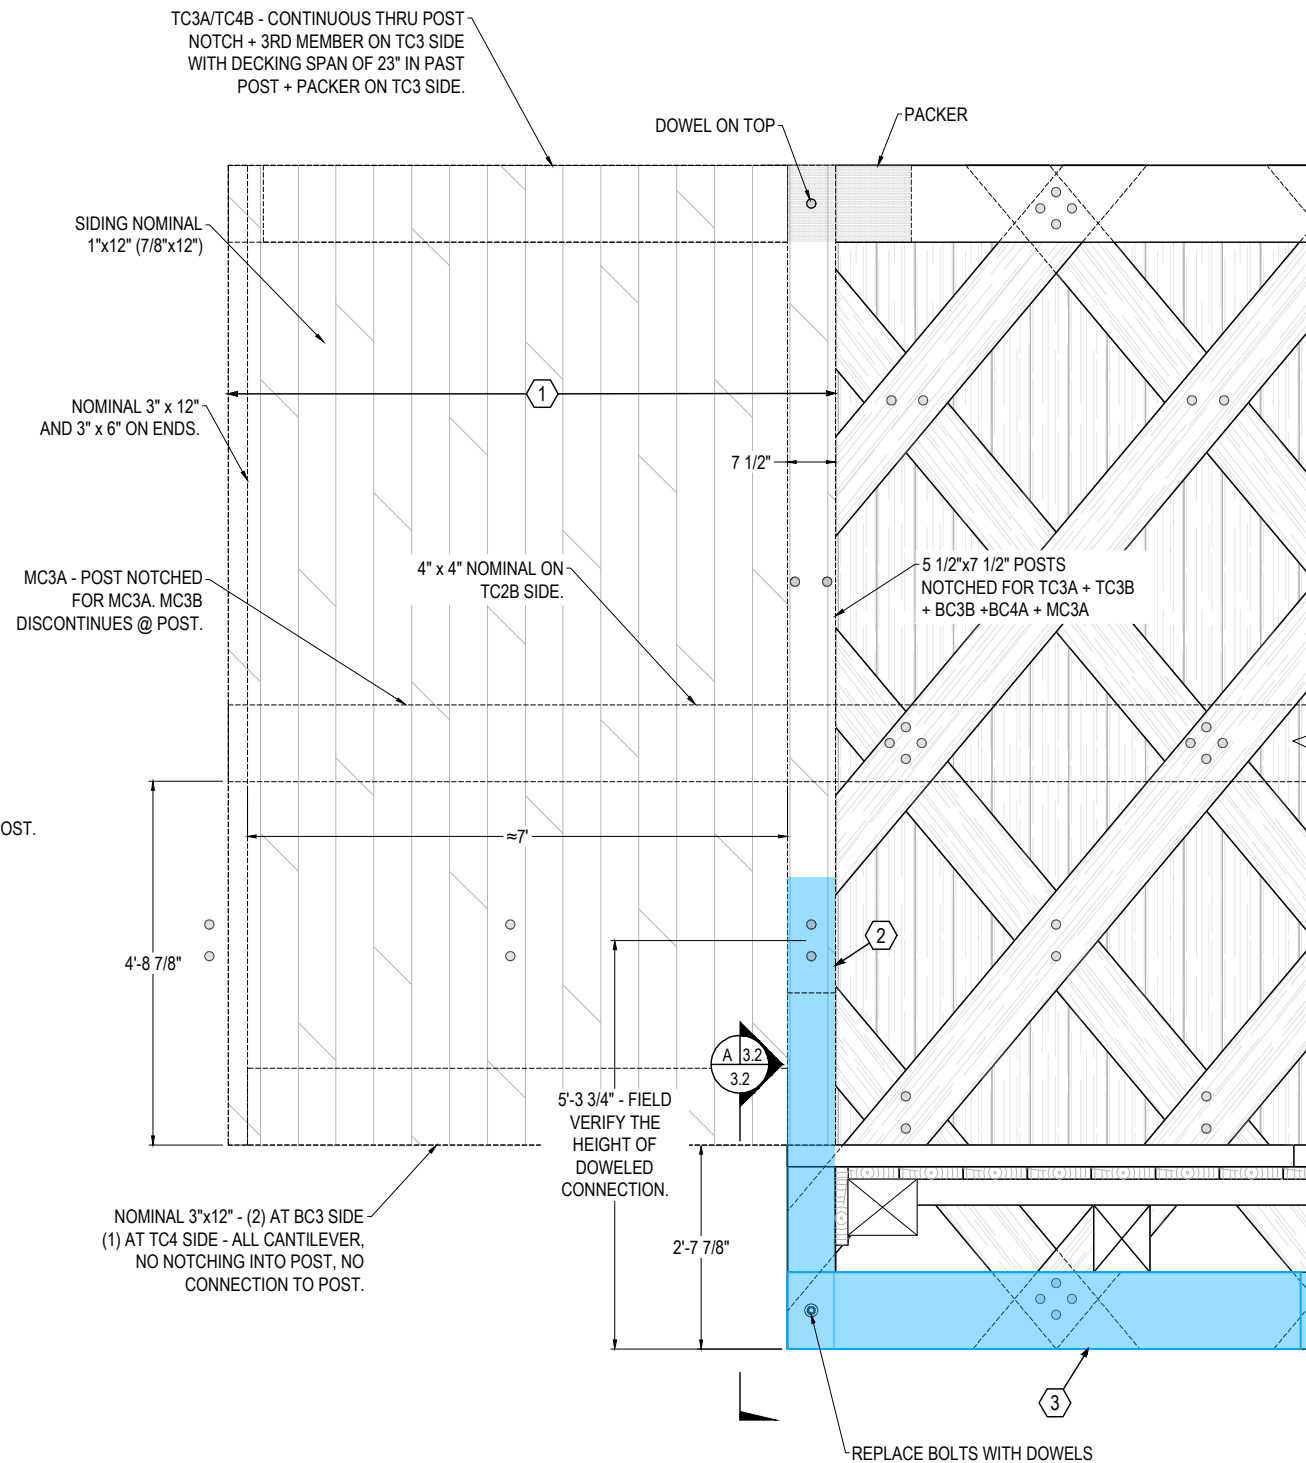 TC3A/TC4B - CONTINUOUS THRU POST
NOTCH + 3RD MEMBER ON TC3 SIDE
WITH DECKING SPAN OF 23" IN PAST
POST + PACKER ON TC3 SIDE.
DOWEL ON TOP
PACKER
SIDING NOMINAL
1"x12" (7/8"x12")
1
NOMINAL 3" x 12"
AND 3" x 6" ON ENDS.
7 1/2"
MC3A - POST NOTCHED
FOR MC3A. MC3B
DISCONTINUES @ POST.
4" x 4" NOMINAL ON
TC2B SIDE.
5 1/2"x7 1/2" POSTS
NOTCHED FOR TC3A + TC3B
+ BC3B +BC4A + MC3A
OST.
≈7'
2
4'-8 7/8"
A 3.2
3.2
5'-3 3/4" - FIELD
VERIFY THE
HEIGHT OF
DOWELED
CONNECTION.
NOMINAL 3"x12" - (2) AT BC3 SIDE
(1) AT TC4 SIDE - ALL CANTILEVER,
NO NOTCHING INTO POST, NO
CONNECTION TO POST.
2'-7 7/8"
3
REPLACE BOLTS WITH DOWELS